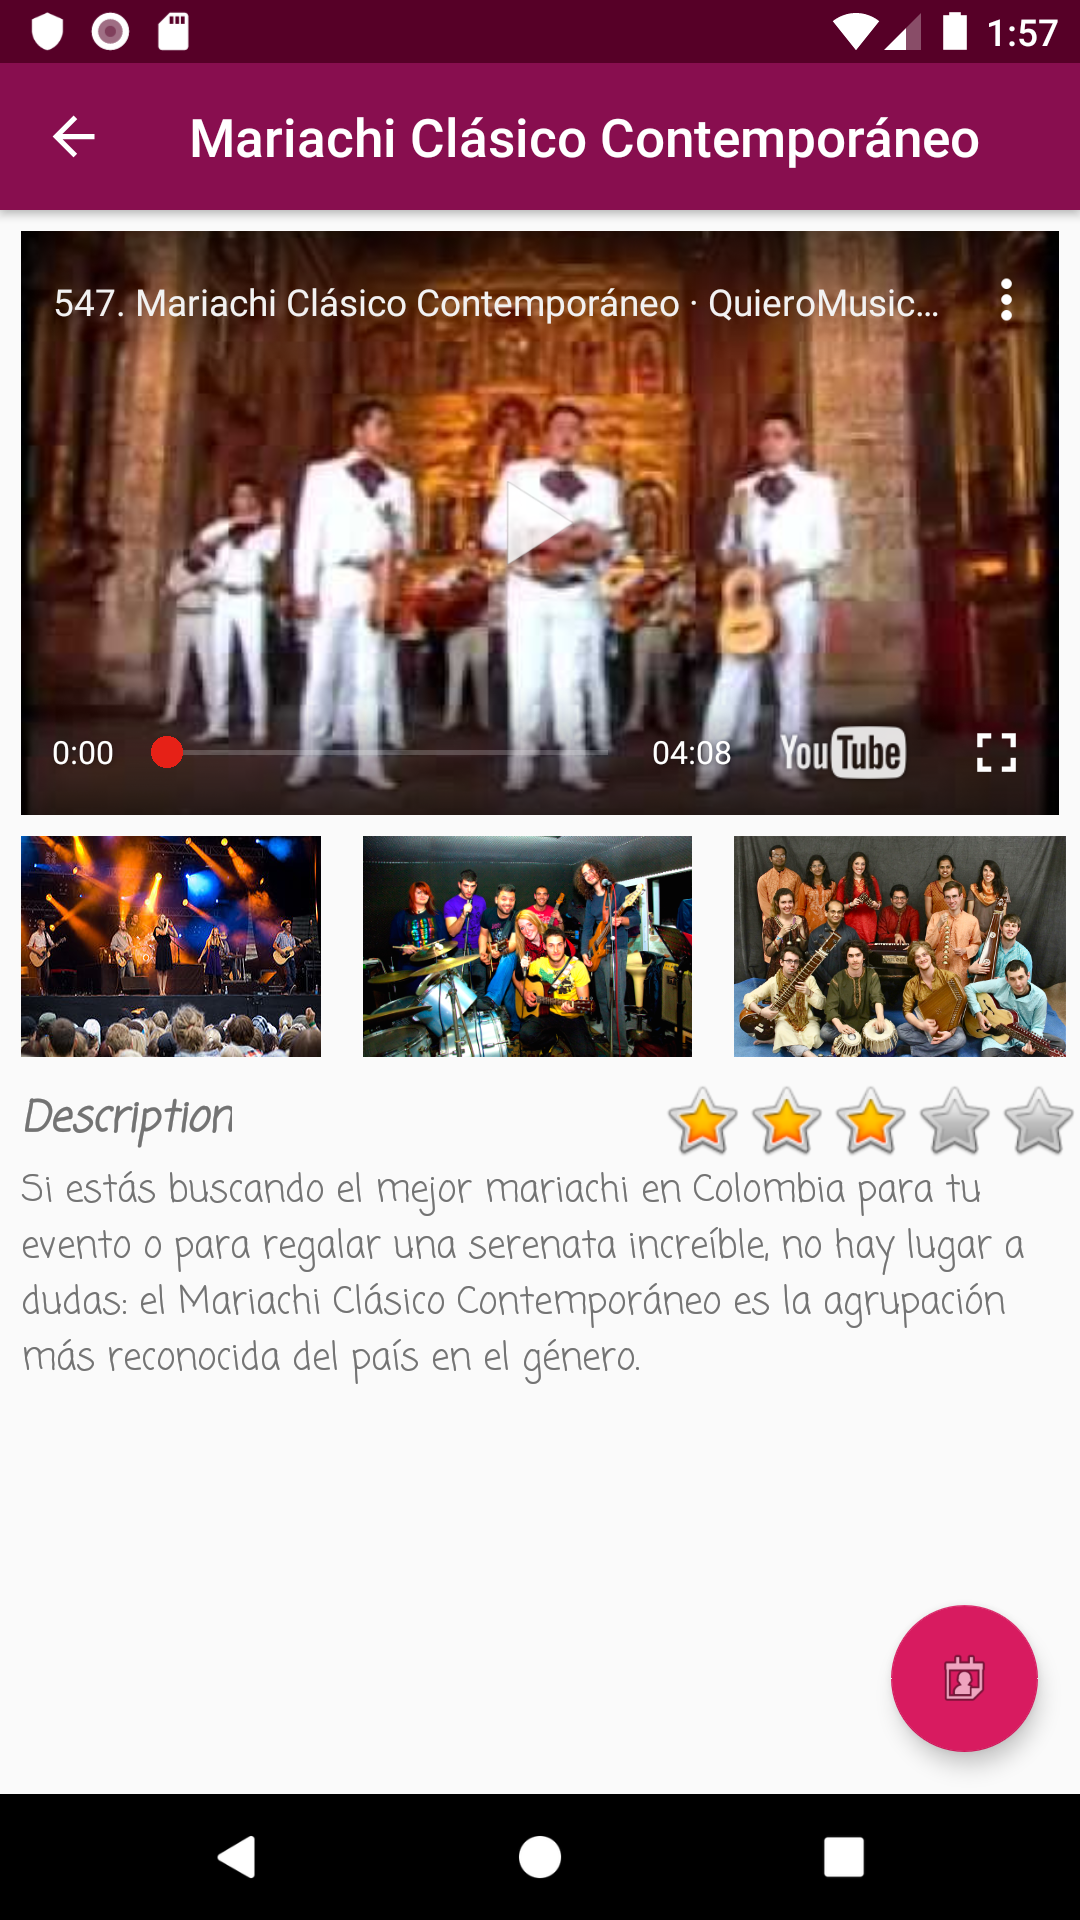 1:57
Mariachi Clásico Contemporáneo
547. Mariachi Clásico Contemporáneo · QuieroMusic...
0:00
04:08
YouTube
Description
Si estás buscando el mejor mariachi en Colombia para tu
evento o para regalar una serenata increíble, no hay lugar a
dudas: el Mariachi Clásico Contemporáneo es la agrupación
más reconocida del país en el género.